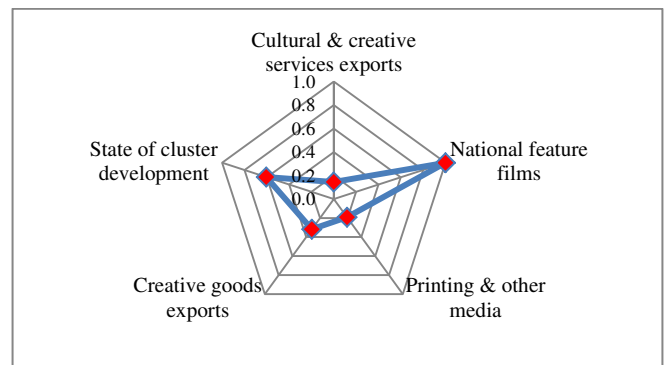 Cultural & creative
services exports
1.0
0.8
0.6
0.4
0.2
0.0
National feature
films
Printing & other
media
Creative goods
exports
State of cluster
development